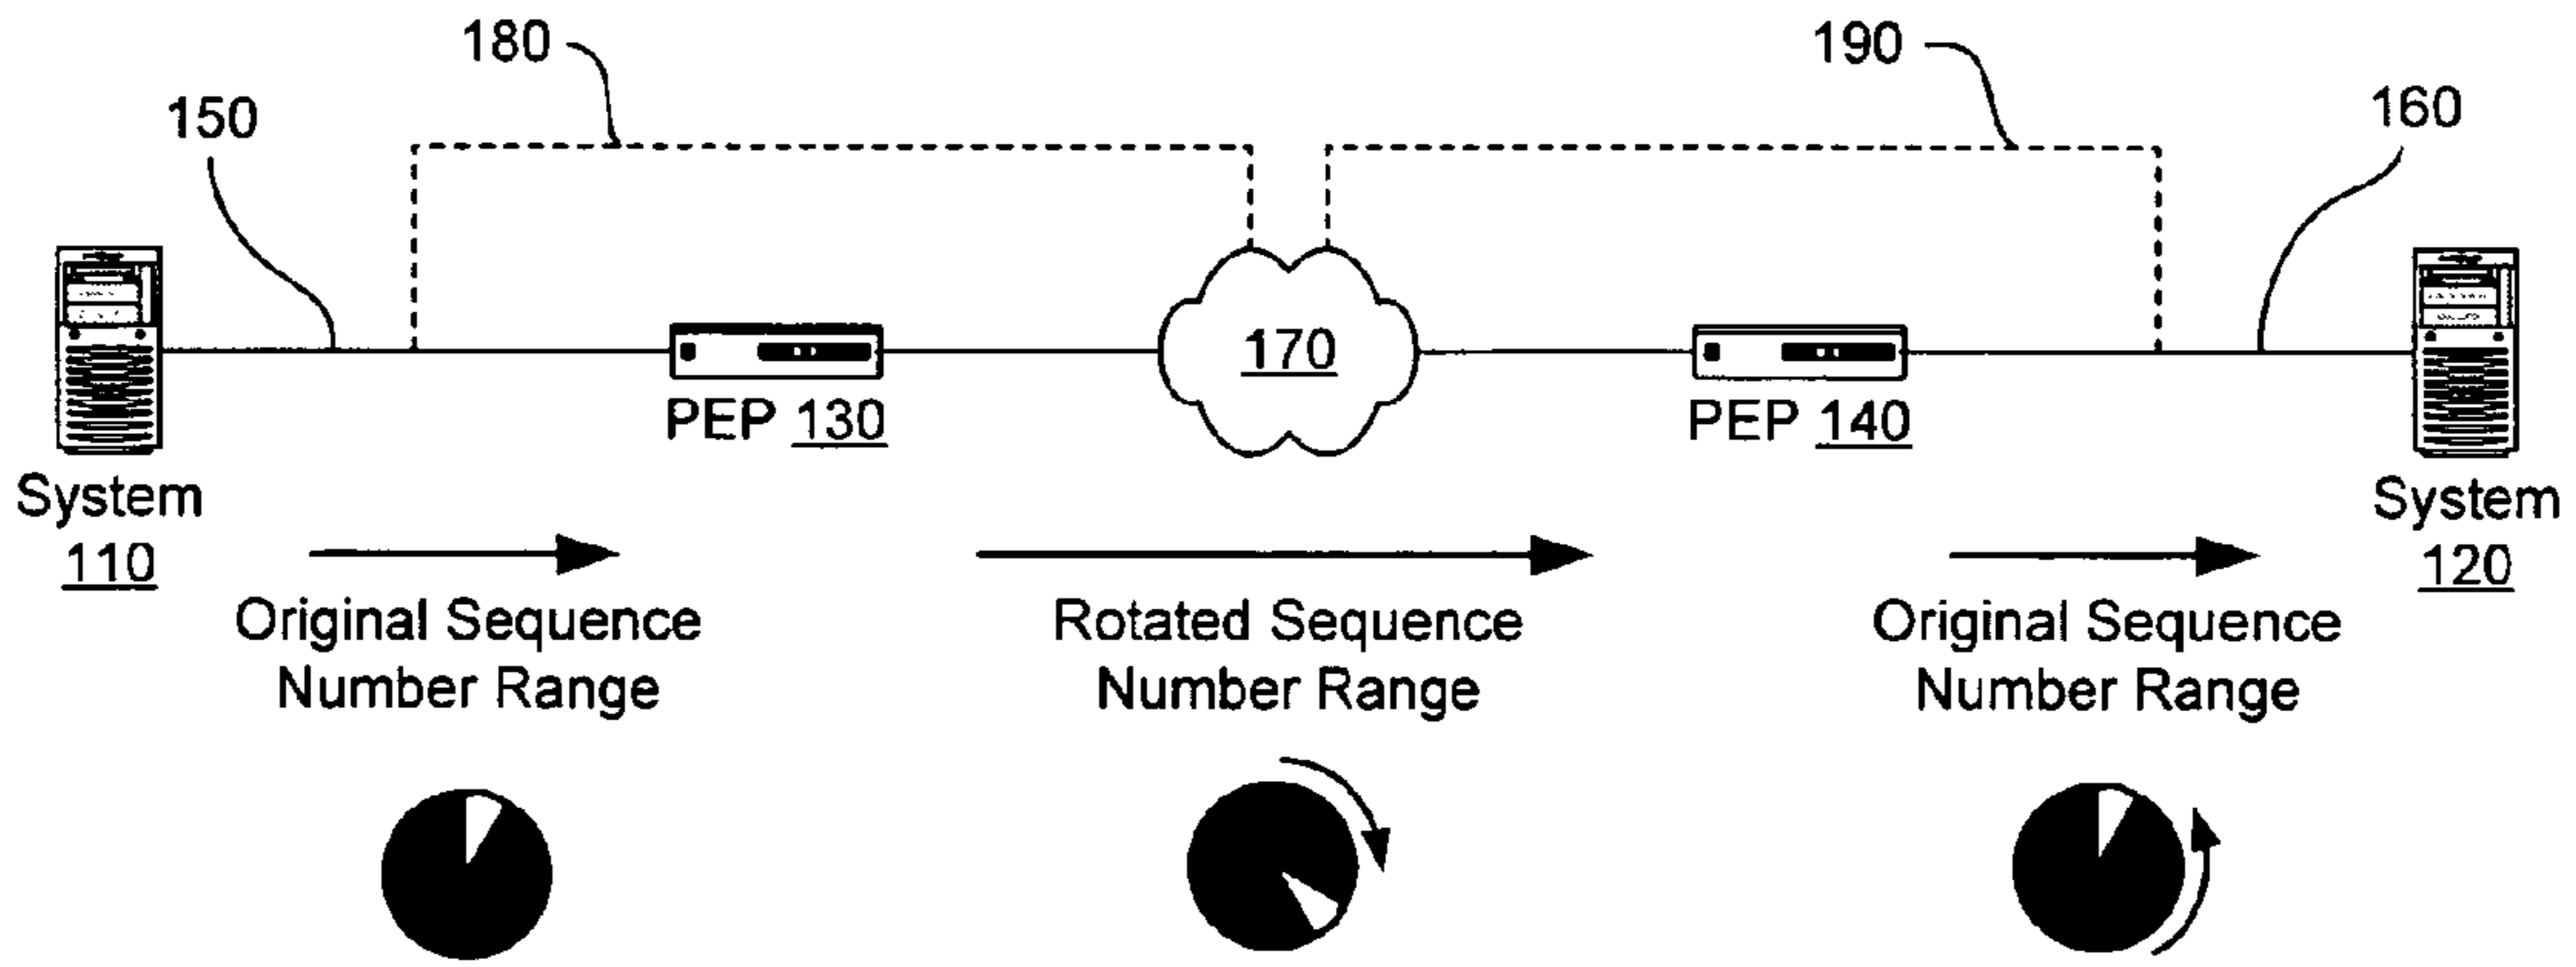 180
190
150
160
170
PEP 130
PEP 140
System
110
System
120
Original Sequence
Number Range
Rotated Sequence
Number Range
Original Sequence
Number Range